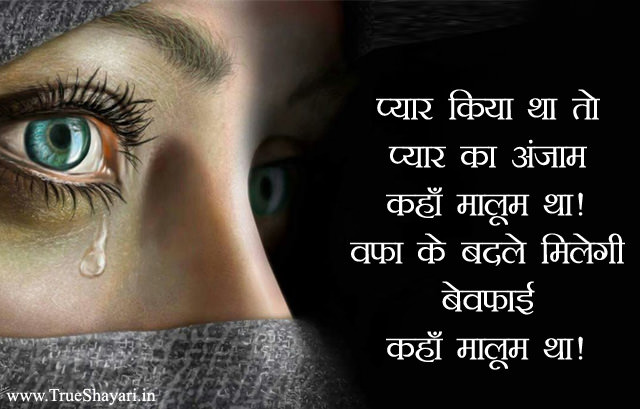 प्यार किया था तो
प्यार का अंजाम
कहाँ मालूम था!
वफा के बदले मिलेगी
बेवफाई
कहाँ मालूम था!
www.TrueShayari.in